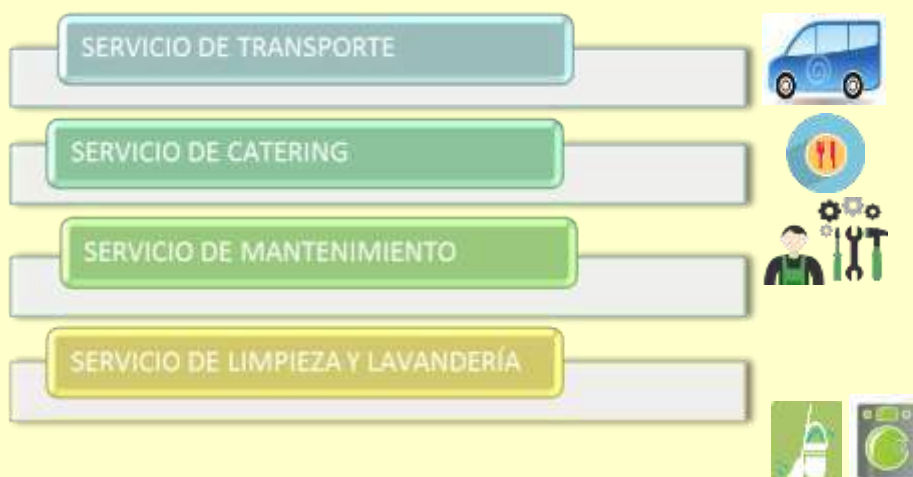 SERVICIO DE TRANSPORTE
SERVICIO DE CATERING
SERVICIO DE MANTENIMIENTO
SERVICIO DE LIMPIEZA Y LAVANDERÍA